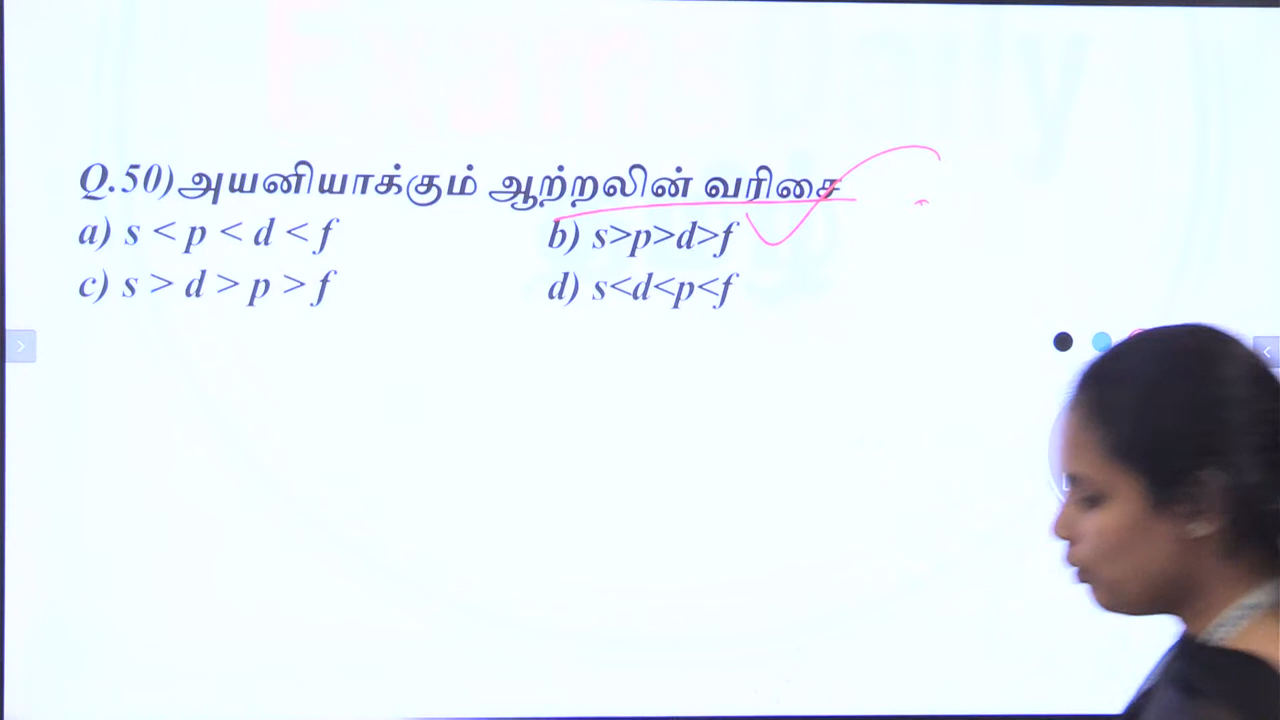 Q.50) அயனியாக்கும் ஆற்றலின் வரிசை
a) s < p < d < f b) s>p>d>f
c) s > d > p > f d) s<d<p<f